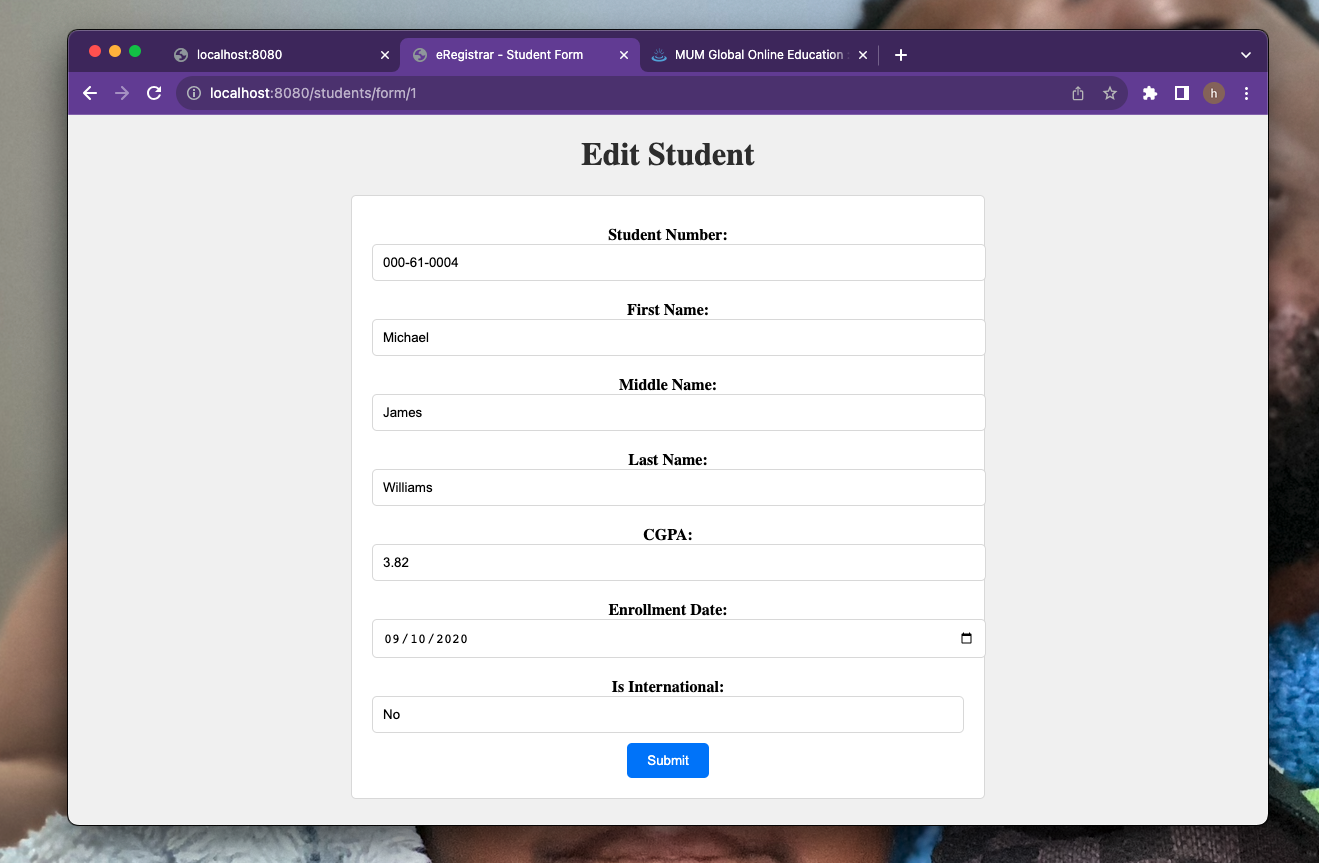 localhost:8080
eRegistrar - Student Form
MUM Global Online Education
localhost:8080/students/form/1
h
Edit Student
Student Number:
000-61-0004
First Name:
Michael
Middle Name:
James
Last Name:
Williams
CGPA:
3.82
Enrollment Date:
09/10/2020
Is International:
No
Submit